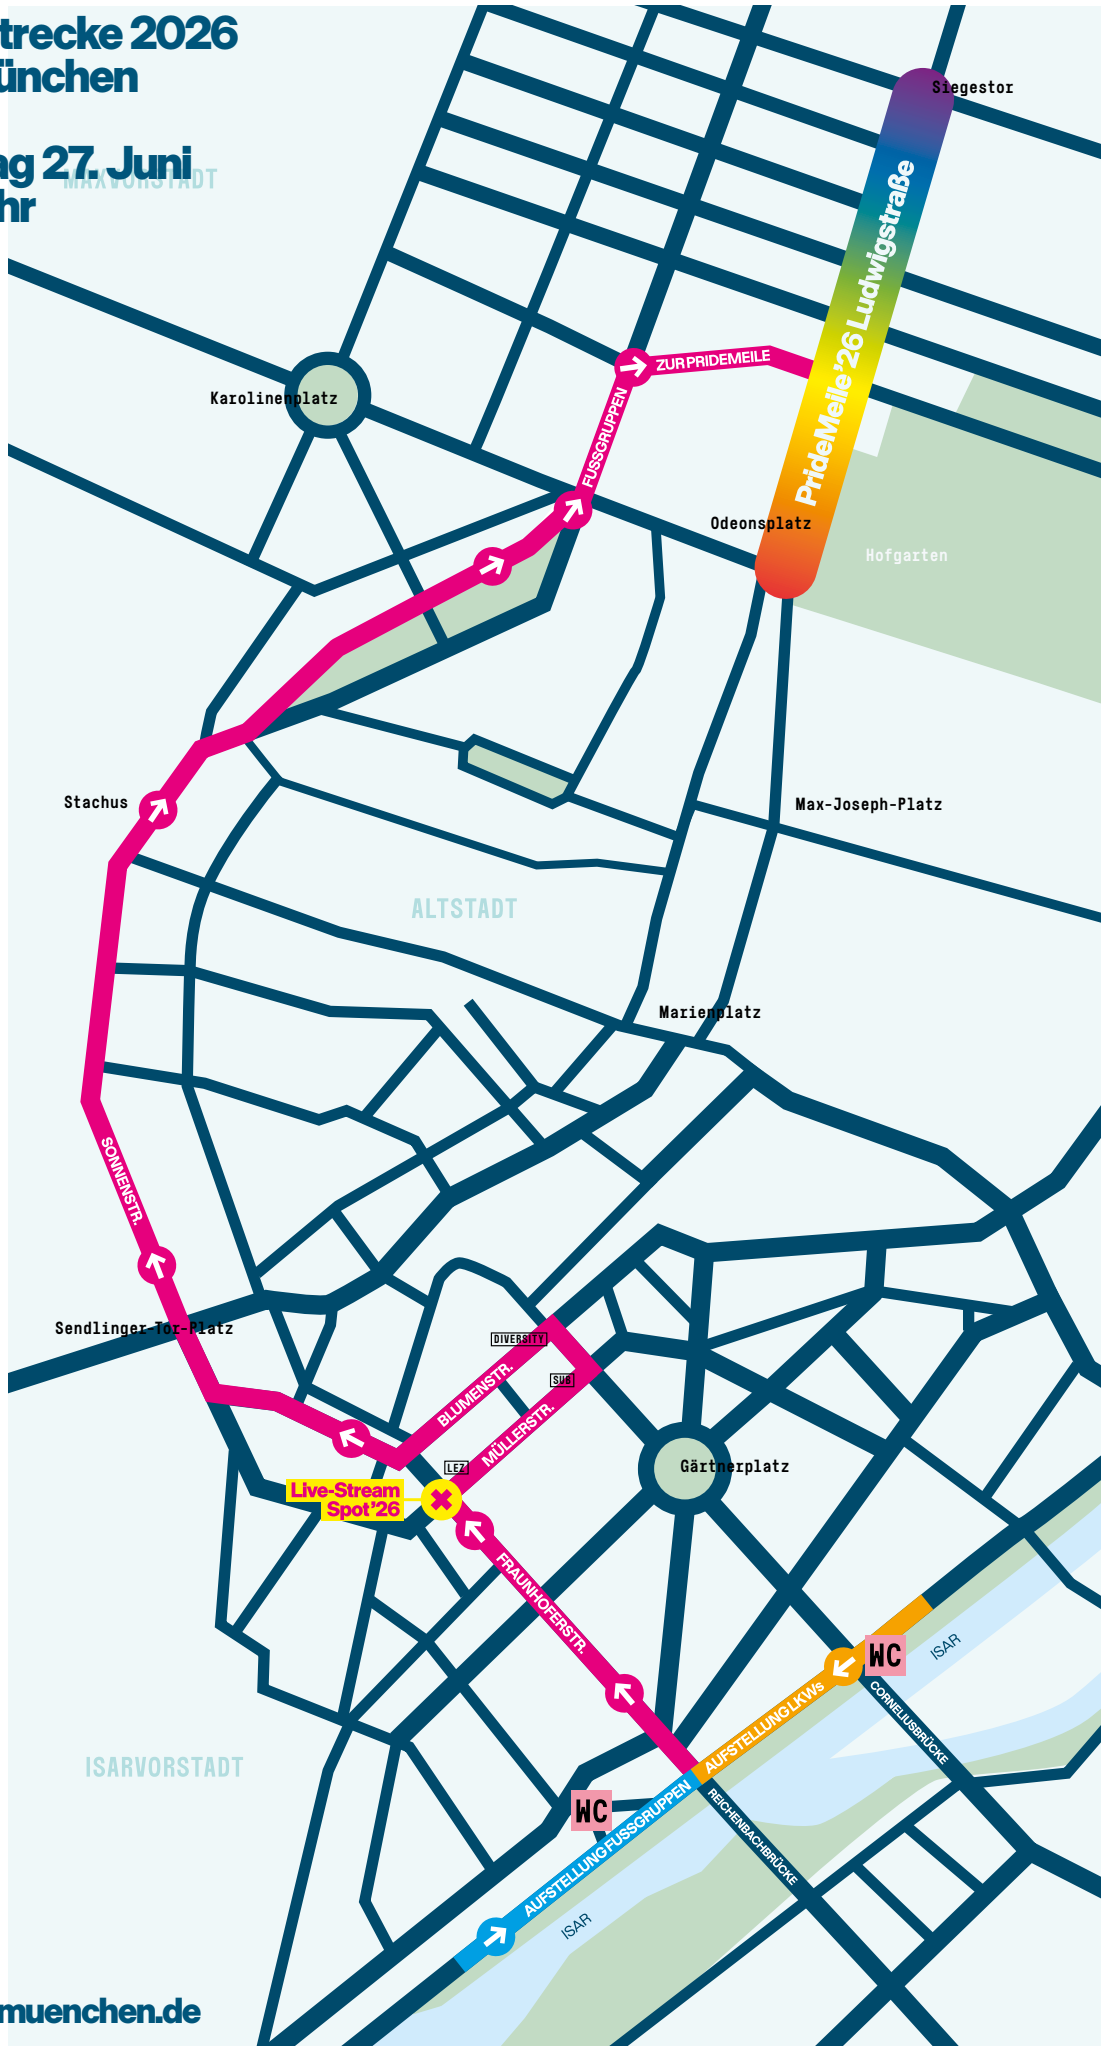 trecke 2026
ünchen
ag 27. Juni
hr
MAXVORSTADT
Siegestor
PrideMeile’26 Ludwigstraße
ZUR PRIDEMEILE
Karolinenplatz
FUSSGRUPPEN
Odeonsplatz
Hofgarten
Stachus
Max-Joseph-Platz
ALTSTADT
Marienplatz
SONNENSTR.
Sendlinger-Tor-Platz
DIVERSITY
BLUMENSTR.
SUB
MÜLLERSTR.
LEZ
Gärtnerplatz
Live-Stream
Spot’26
FRAUNHOFERSTR.
WC
ISAR
CORNELIUSBRÜCKE
AUFSTELLUNG LKWs
ISARVORSTADT
WC
AUFSTELLUNG FUSSGRUPPEN
REICHENBACHBRÜCKE
ISAR
muenchen.de